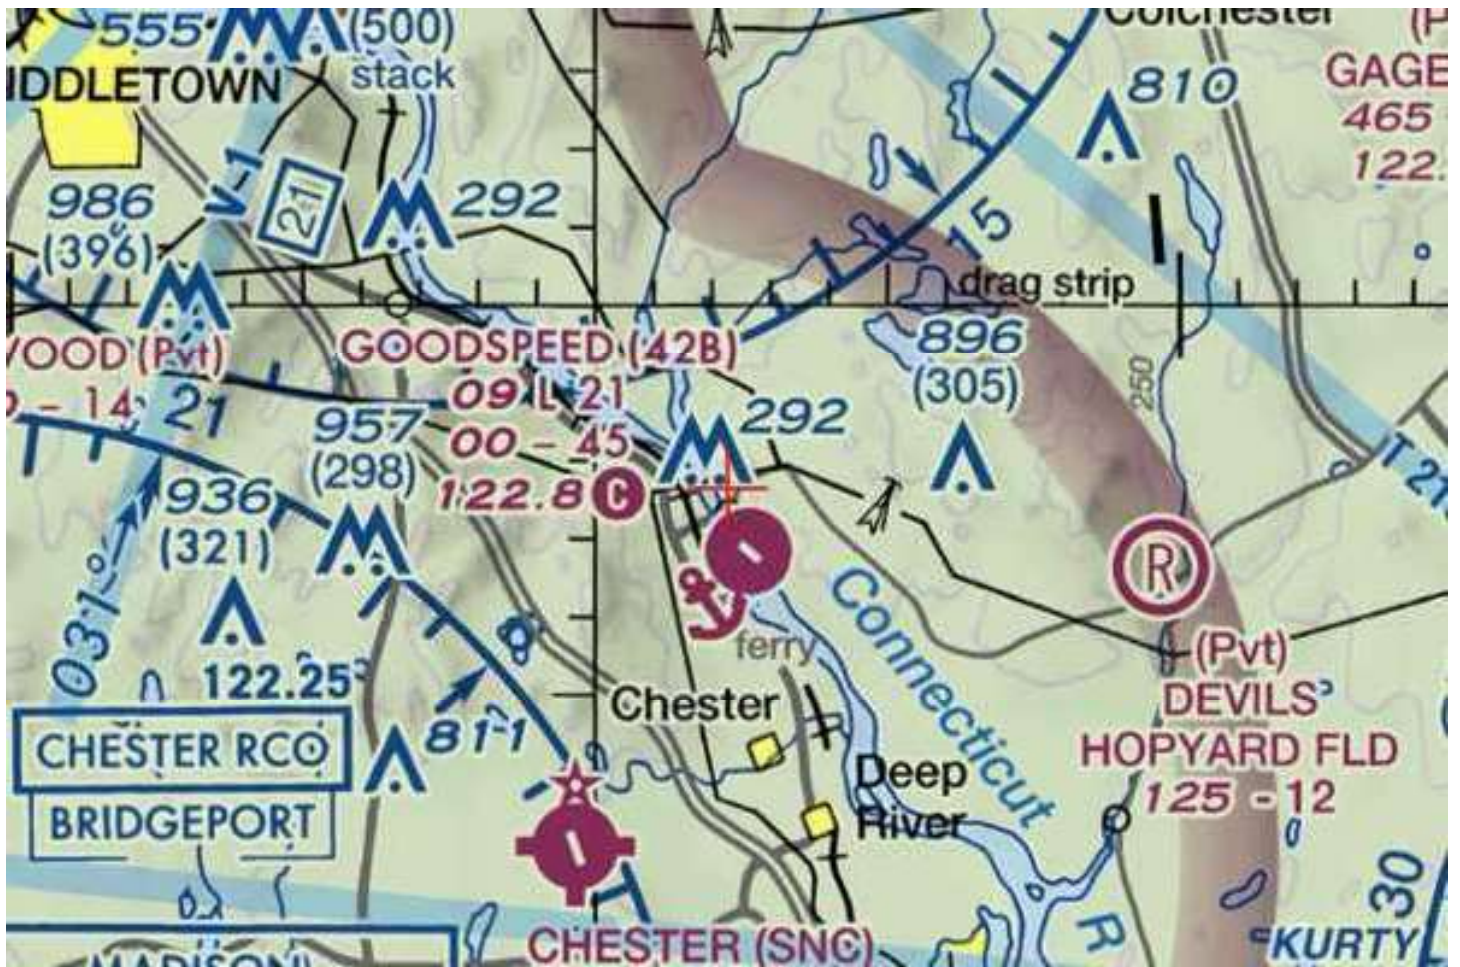 555
(500)
stack
Colchester
GAGE
465
122.
810
IDDLETOWN
V-1
21
986
(396)
292
15
drag strip
OOD (Pvt)
- 14
21
GOODSPEED (42B)
09 L 21
00 - 45
122.8 C
292
896
(305)
250
T 21
957
(298)
936
(321)
031°
R
(Pvt)
DEVILS
HOPYARD FLD
125 - 12
Connecticut
ferry
122.25
CHESTER RCO
BRIDGEPORT
811
Chester
Deep
River
R
30
KURTY
CHESTER (SNC)
MADISON